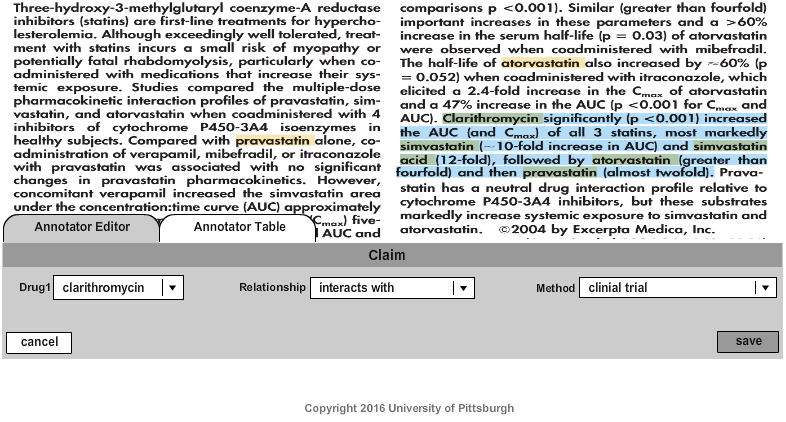 Three-hydroxy-3-methylglutaryl coenzyme-A reductase
inhibitors (statins) are first-line treatments for hypercho-
lesterolemia. Although exceedingly well tolerated, treat-
ment with statins incurs a small risk of myopathy or
potentially fatal rhabdomyolysis, particularly when co-
administered with medications that increase their sys-
temic exposure. Studies compared the multiple-dose
pharmacokinetic interaction profiles of pravastatin, sim-
vastatin, and atorvastatin when coadministered with 4
inhibitors of cytochrome P450-3A4 isoenzymes in
healthy subjects. Compared with pravastatin alone, co-
administration of verapamil, mibefradil, or itraconazole
with pravastatin was associated with no significant
changes in pravastatin pharmacokinetics. However,
concomitant verapamil increased the simvastatin area
under the concentration:time curve (AUC) approximately
(Cmax) five-
AUC and
comparisons p <0.001). Similar (greater than fourfold)
important increases in these parameters and a >60%
increase in the serum half-life (p = 0.03) of atorvastatin
were observed when coadministered with mibefradil.
The half-life of atorvastatin also increased by ~60% (p
= 0.052) when coadministered with itraconazole, which
elicited a 2.4-fold increase in the Cmax of atorvastatin
and a 47% increase in the AUC (p <0.001 for Cmax and
AUC). Clarithromycin significantly (p <0.001) increased
the AUC (and Cmax) of all 3 statins, most markedly
simvastatin (~10-fold increase in AUC) and simvastatin
acid (12-fold), followed by atorvastatin (greater than
fourfold) and then pravastatin (almost twofold). Prava-
statin has a neutral drug interaction profile relative to
cytochrome P450-3A4 inhibitors, but these substrates
markedly increase systemic exposure to simvastatin and
atorvastatin. ©2004 by Excerpta Medica, Inc.
Annotator Editor Annotator Table
Claim
Drug1 clarithromycin Relationship interacts with Method clinial trial
cancel save
Copyright 2016 University of Pittsburgh